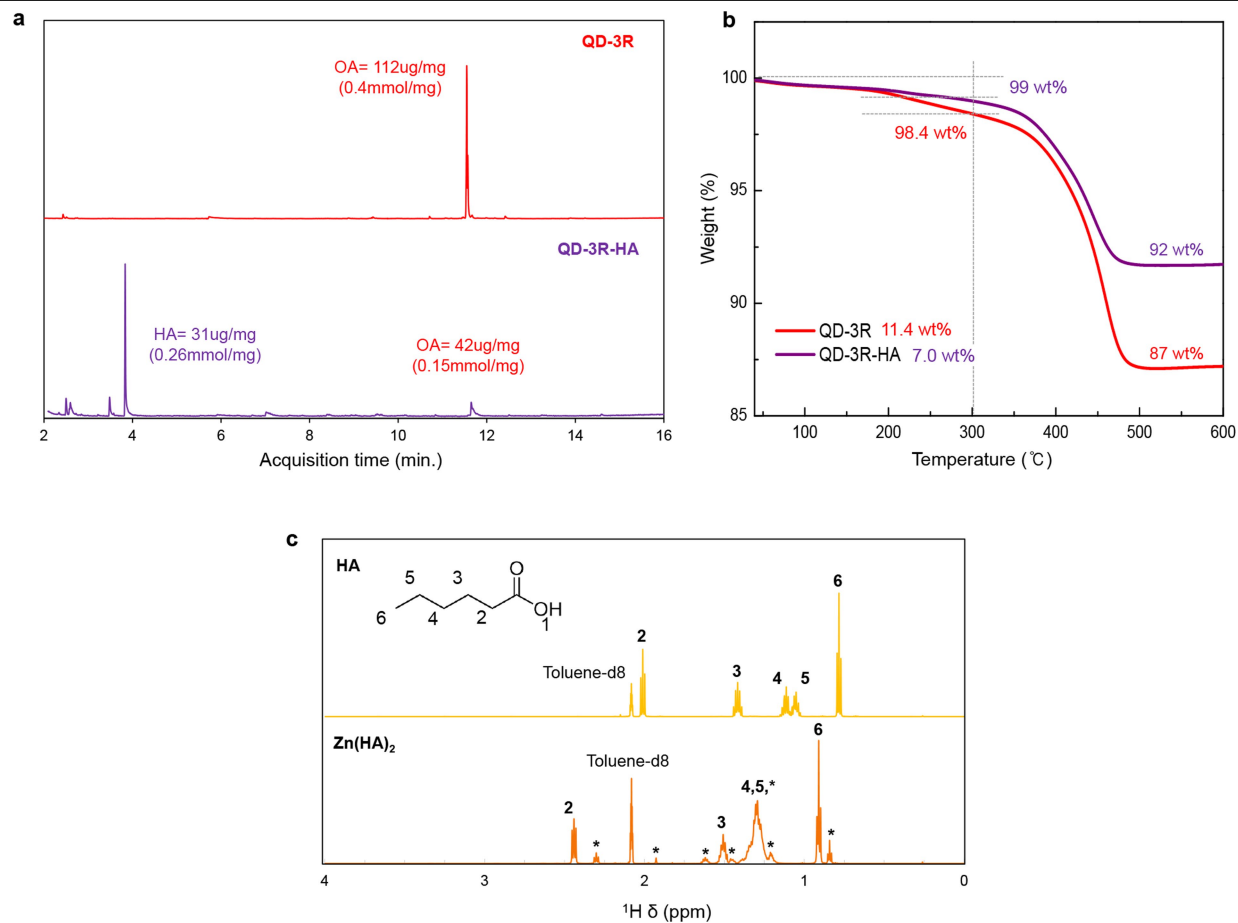 a
QD-3R
OA= 112ug/mg
(0.4mmol/mg)
QD-3R-HA
HA= 31ug/mg
(0.26mmol/mg)
OA= 42ug/mg
(0.15mmol/mg)
2 4 6 8 10 12 14 16
Acquisition time (min.)
b
100
95
90
85
Weight (%)
99 wt%
98.4 wt%
92 wt%
QD-3R 11.4 wt%
QD-3R-HA 7.0 wt%
87 wt%
100 200 300 400 500 600
Temperature (℃)
c
HA
5 3 O
6 4 2 OH
1
Toluene-d8
2
3
4
5
6
Zn(HA)₂
Toluene-d8
2
*
*
*
3
*
4,5,*
*
6
*
4 3 2 1 0
¹H δ (ppm)